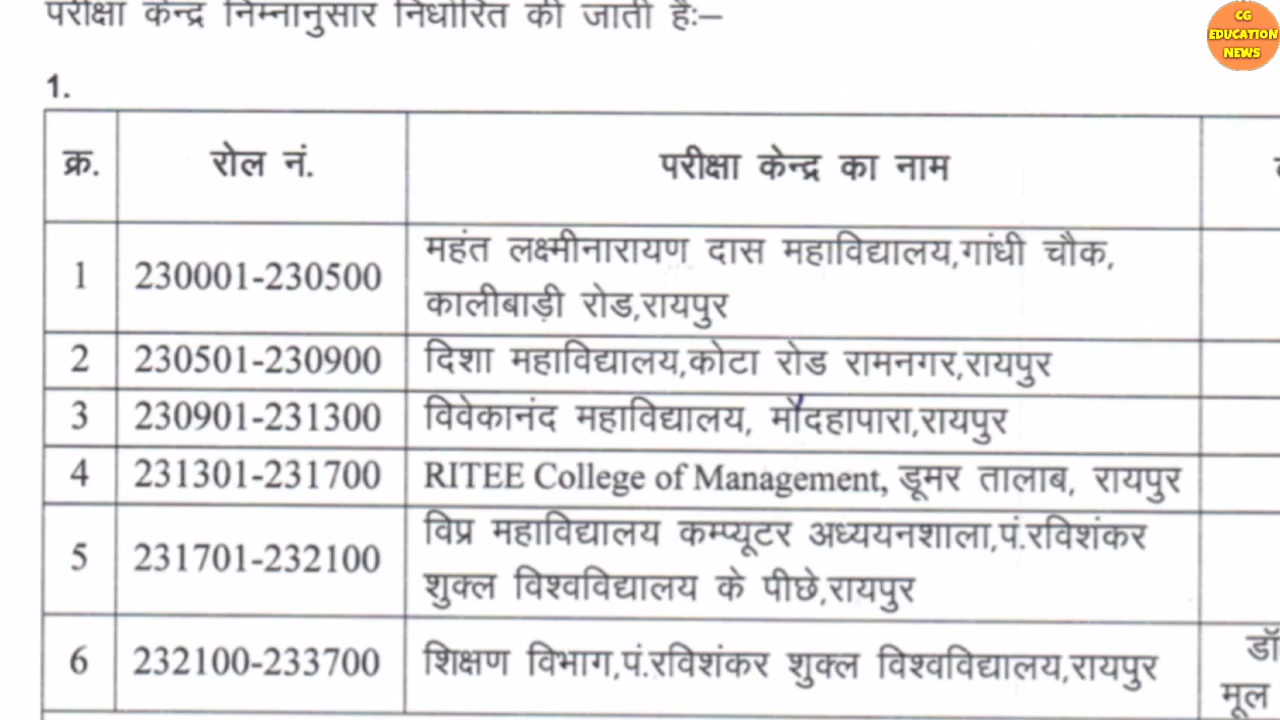 परीक्षा केन्द्र निम्नानुसार निर्धारित की जाती हैः–
CG
EDUCATION
NEWS
1.
क्र. रोल नं. परीक्षा केन्द्र का नाम
1 230001-230500 महंत लक्ष्मीनारायण दास महाविद्यालय,गांधी चौक,
कालीबाड़ी रोड,रायपुर
2 230501-230900 दिशा महाविद्यालय,कोटा रोड रामनगर,रायपुर
3 230901-231300 विवेकानंद महाविद्यालय, मौदहापारा,रायपुर
4 231301-231700 RITEE College of Management, डूमर तालाब, रायपुर
5 231701-232100 विप्र महाविद्यालय कम्प्यूटर अध्ययनशाला,पं.रविशंकर
शुक्ल विश्वविद्यालय के पीछे,रायपुर
6 232100-233700 शिक्षण विभाग,पं.रविशंकर शुक्ल विश्वविद्यालय,रायपुर डॉ
मूल